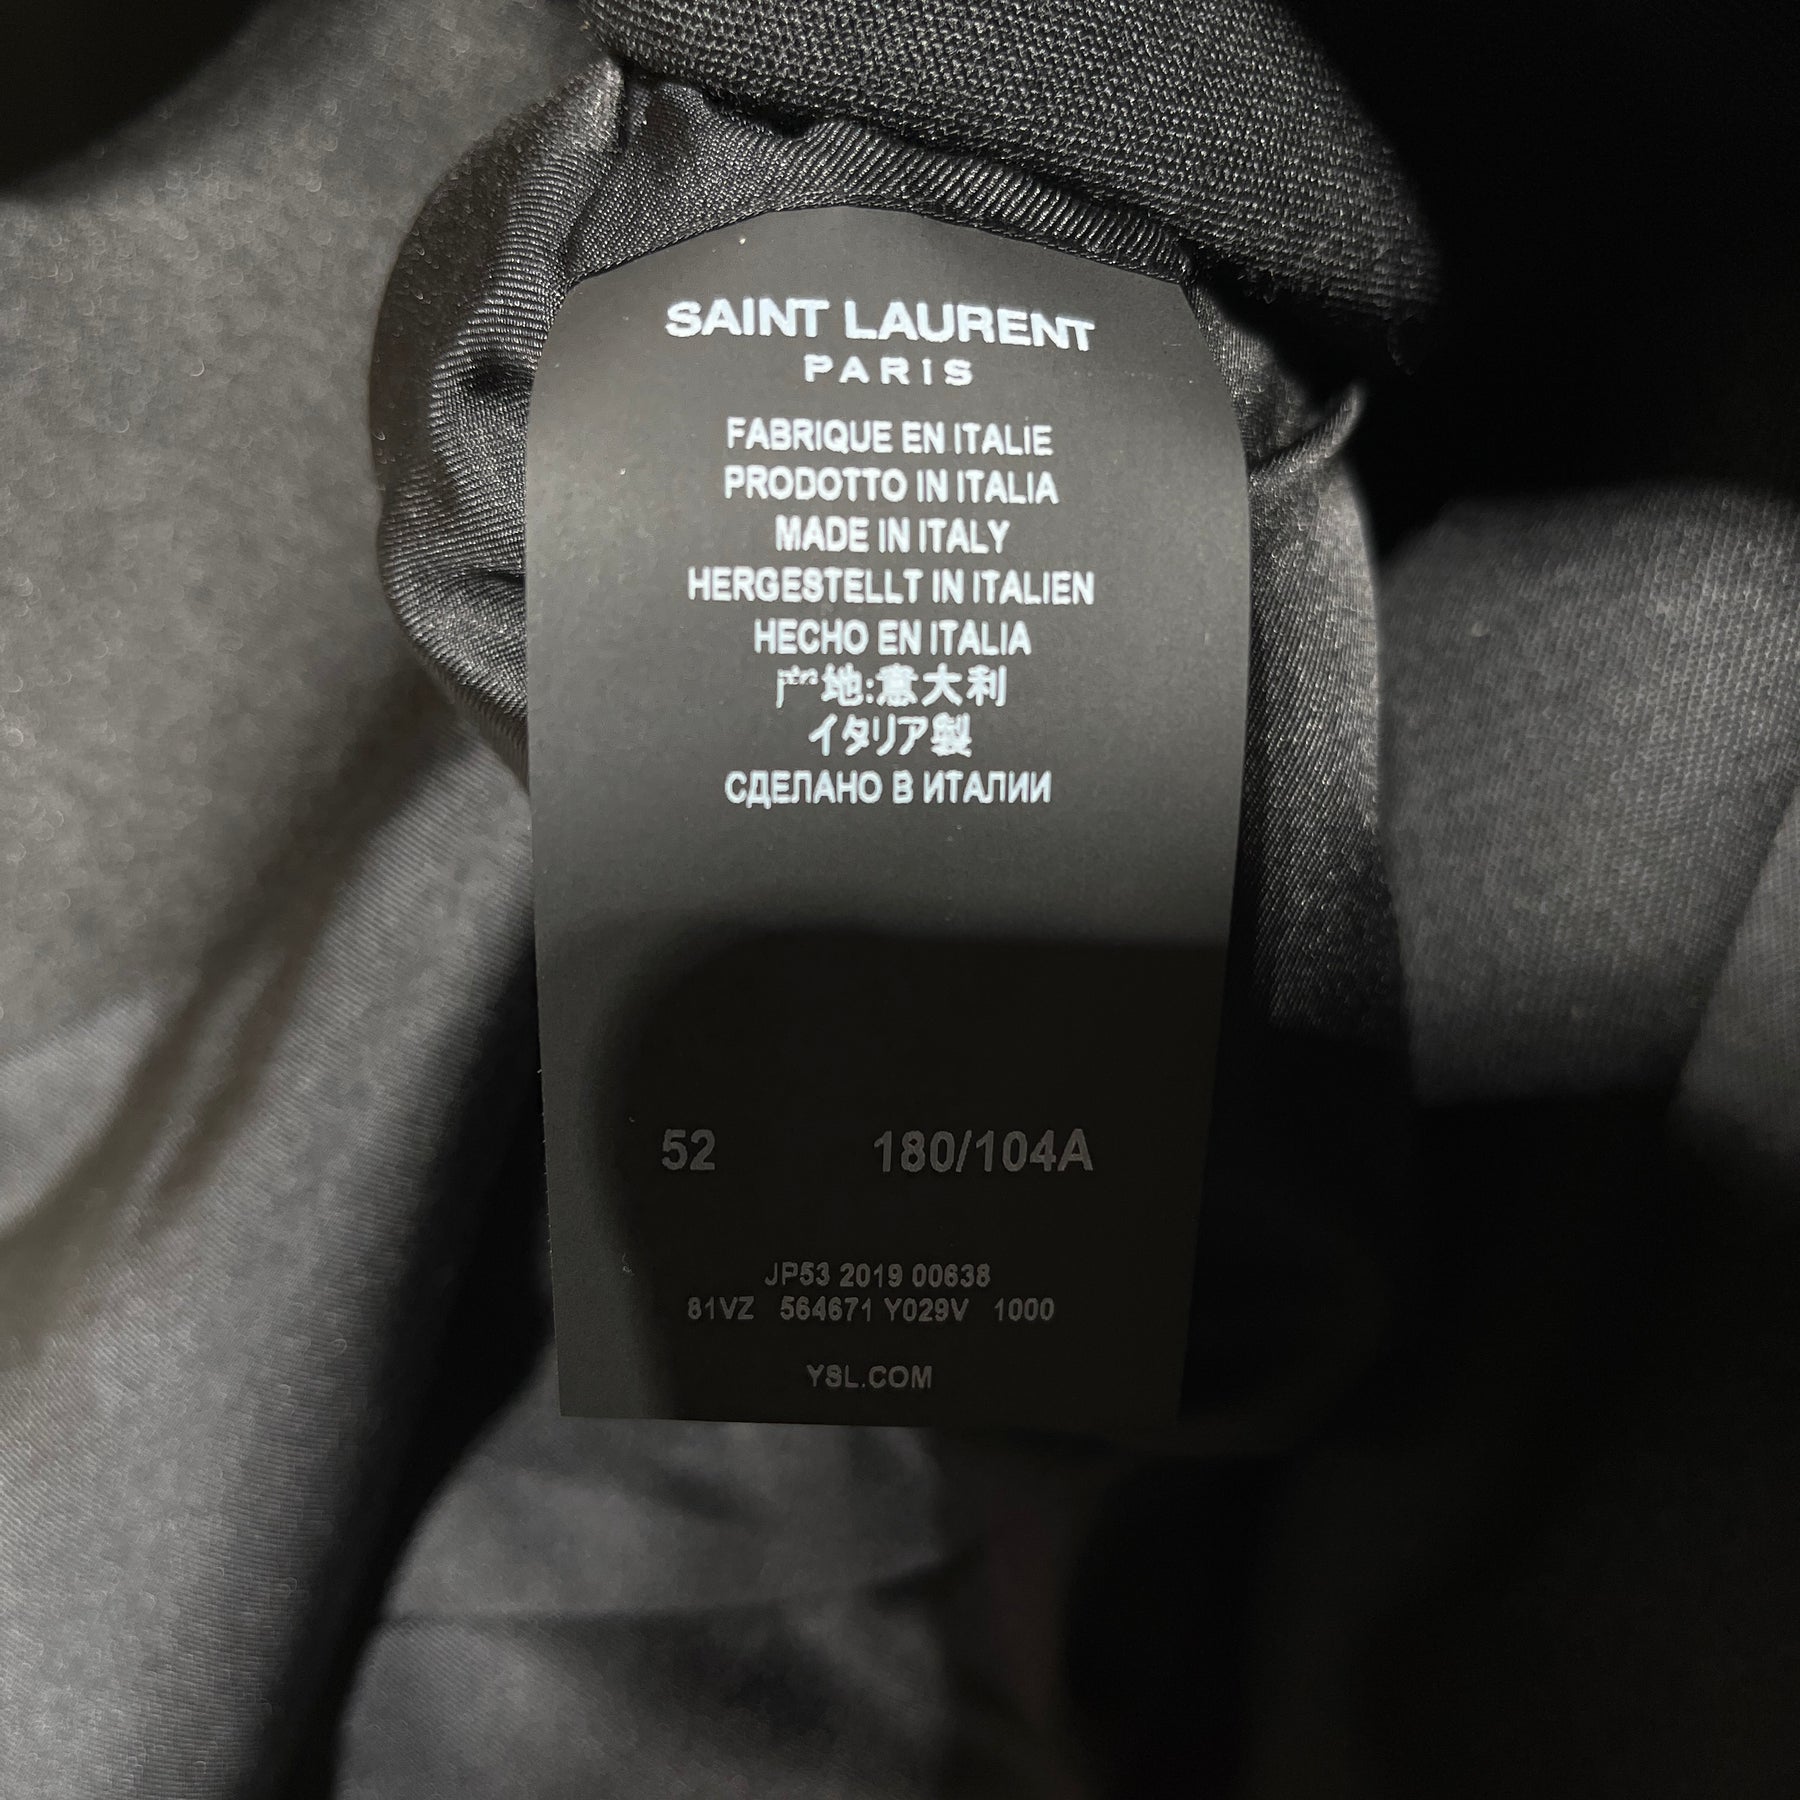 SAINT LAURENT
PARIS
FABRIQUE EN ITALIE
PRODOTTO IN ITALIA
MADE IN ITALY
HERGESTELLT IN ITALIEN
HECHO EN ITALIA
产地:意大利
イタリア製
СДЕЛАНО В ИТАЛИИ
52 180/104A
JP53 2019 00638
81VZ 564671 Y029V 1000
YSL.COM